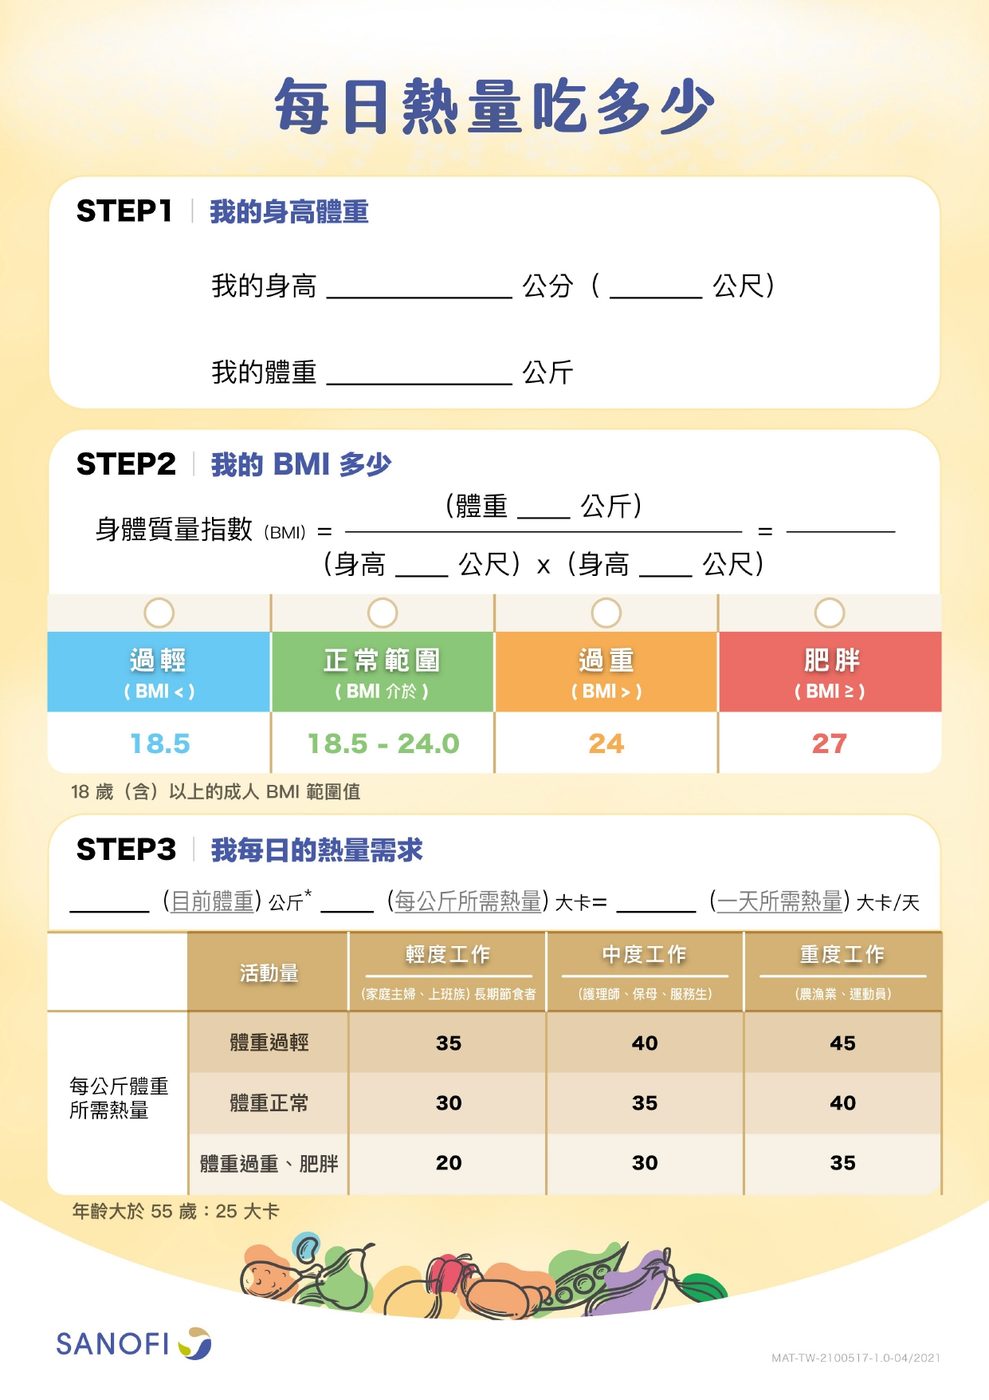 每日熱量吃多少
STEP1 我的身高體重
我的身高 ______ 公分（ ______ 公尺）
我的體重 ______ 公斤
STEP2 我的 BMI 多少
（體重 ____ 公斤）
身體質量指數 (BMI) = ______ = ______
（身高 ____ 公尺）x（身高 ____ 公尺）
過輕 正常範圍 過重 肥胖
( BMI < ) ( BMI 介於 ) ( BMI > ) ( BMI ≥ )
18.5 18.5 - 24.0 24 27
18 歲（含）以上的成人 BMI 範圍值
STEP3 我每日的熱量需求
______ (目前體重) 公斤* ____ (每公斤所需熱量) 大卡= ______ (一天所需熱量) 大卡/天
活動量 輕度工作 中度工作 重度工作
(家庭主婦、上班族) 長期節食者 (護理師、保母、服務生) (農漁業、運動員)
體重過輕 35 40 45
每公斤體重
所需熱量
體重正常 30 35 40
體重過重、肥胖 20 30 35
年齡大於 55 歲：25 大卡
SANOFI
MAT-TW-2100517-1.0-04/2021